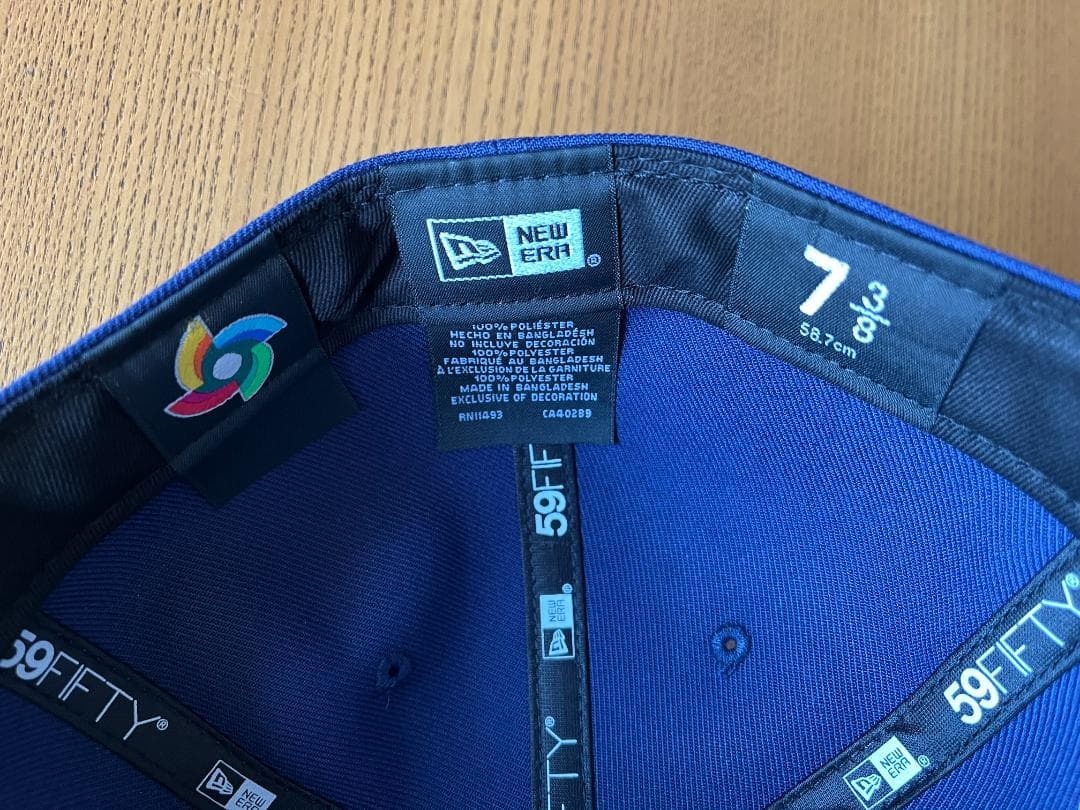 NEW
ERA
®
7 3/8
58.7cm
100% POLIÉSTER
HECHO EN BANGLADÉSH
NO INCLUYE DECORACIÓN
100% POLYESTER
FABRIQUÉ AU BANGLADESH
À L'EXCLUSION DE LA GARNITURE
100% POLYESTER
MADE IN BANGLADESH
EXCLUSIVE OF DECORATION
RN11493 CA40289
59FIFTY
NEW
ERA
®
FIFTY®
59FIFTY®
NEW
ERA
59FIFTY®
NEW
ERA
®